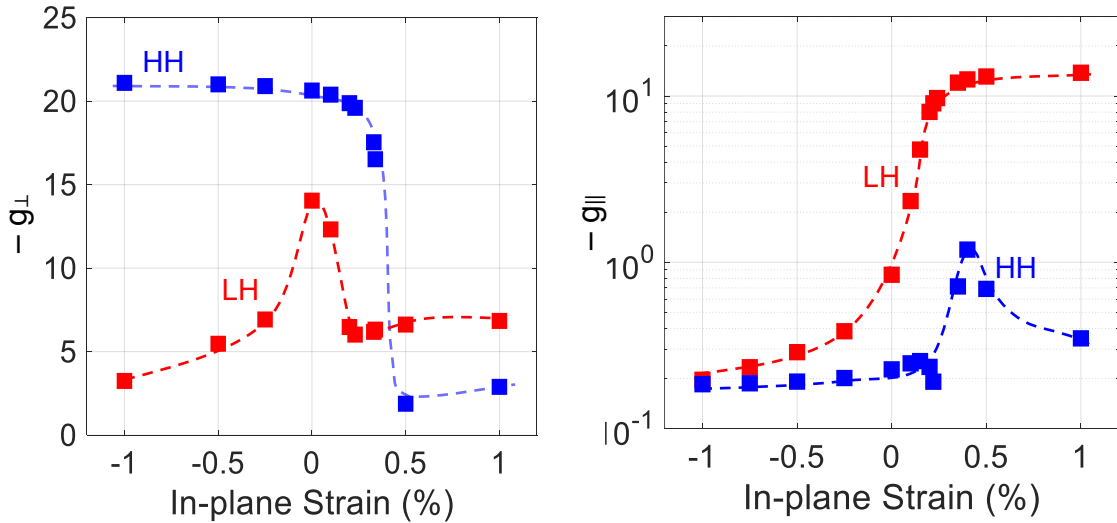 25
20
15
10
5
0
– g⊥
HH
LH
-1 -0.5 0 0.5 1
In-plane Strain (%)
10¹
10⁰
10⁻¹
– g||
LH
HH
-1 -0.5 0 0.5 1
In-plane Strain (%)